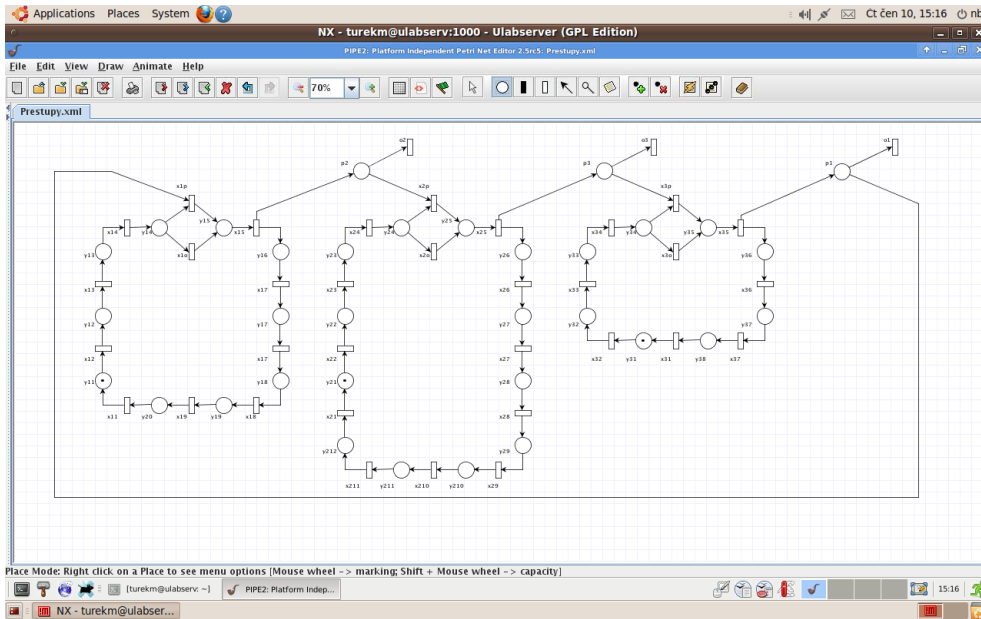 Applications Places System ? Čt čen 10, 15:16 nb
NX - turekm@ulabserv:1000 - Ulabserver (GPL Edition)
PIPE2: Platform Independent Petri Net Editor 2.5rc5: Prestupy.xml
File Edit View Draw Animate Help
70%
Prestupy.xml
o2 o3 o1
p2 p3 p1
x1p x2p x3p
y15 y25
x14 y14 x15 x24 y24 x25 x34 y34 y35 x35
x1o x2o x3o
y13 y16 y23 y26 y33 y36
x13 x17 x23 x26 x33 x36
y12 y17 y22 y27 y32 y37
x12 x17 x22 x27 x32 y31 x31 y38 x37
y11 y18 y21 y28
x11 y20 x19 y19 x18 x21 x28
y212 y29
x211 y211 x210 y210 x29
Place Mode: Right click on a Place to see menu options [Mouse wheel -> marking; Shift + Mouse wheel -> capacity]
[turekm@ulabserv: ~] PIPE2: Platform Indep... 15:16
NX - turekm@ulabser...